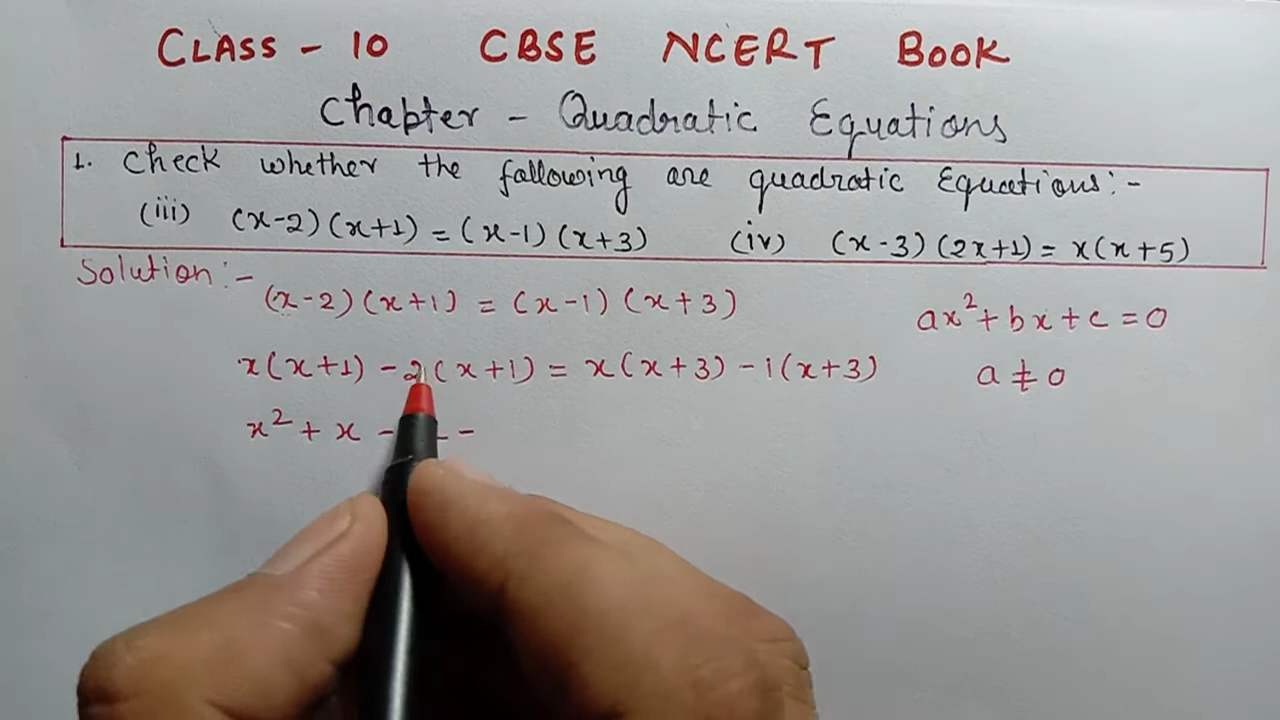 CLASS - 10 CBSE NCERT BOOK
Chapter - Quadratic Equations
1. Check whether the following are quadratic Equations:-
(iii) (x-2)(x+1)=(x-1)(x+3) (iv) (x-3)(2x+1)=x(x+5)
Solution:-
(x-2)(x+1) = (x-1)(x+3)
ax²+bx+c=0
x(x+1)-2(x+1)= x(x+3)-1(x+3)
a≠0
x²+x- -